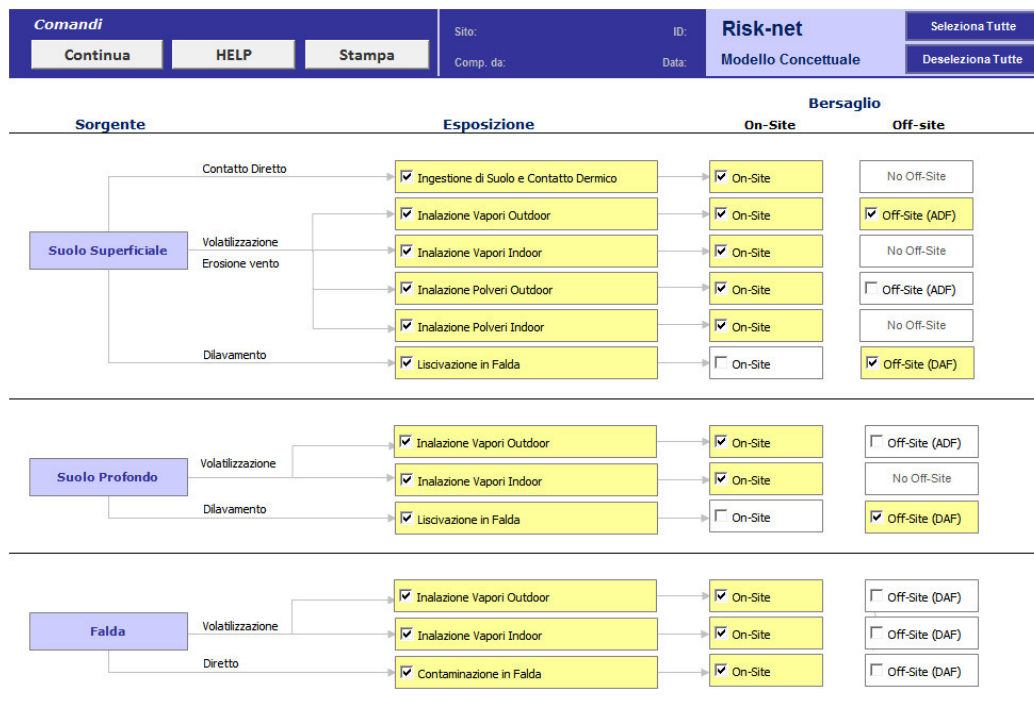 Comandi
Continua HELP Stampa
Sito: ID:
Comp. da: Data:
Risk-net
Modello Concettuale
Seleziona Tutte
Deseleziona Tutte
Bersaglio
Sorgente Esposizione On-Site Off-site
Contatto Diretto Ingestione di Suolo e Contatto Dermico On-Site No Off-Site
Inalazione Vapori Outdoor On-Site Off-Site (ADF)
Suolo Superficiale Volatilizzazione Inalazione Vapori Indoor On-Site No Off-Site
Erosione vento
Inalazione Polveri Outdoor On-Site Off-Site (ADF)
Inalazione Polveri Indoor On-Site No Off-Site
Dilavamento Liscivazione in Falda On-Site Off-Site (DAF)
Inalazione Vapori Outdoor On-Site Off-Site (ADF)
Suolo Profondo Volatilizzazione Inalazione Vapori Indoor On-Site No Off-Site
Dilavamento Liscivazione in Falda On-Site Off-Site (DAF)
Inalazione Vapori Outdoor On-Site Off-Site (DAF)
Falda Volatilizzazione Inalazione Vapori Indoor On-Site Off-Site (DAF)
Diretto Contaminazione in Falda On-Site Off-Site (DAF)